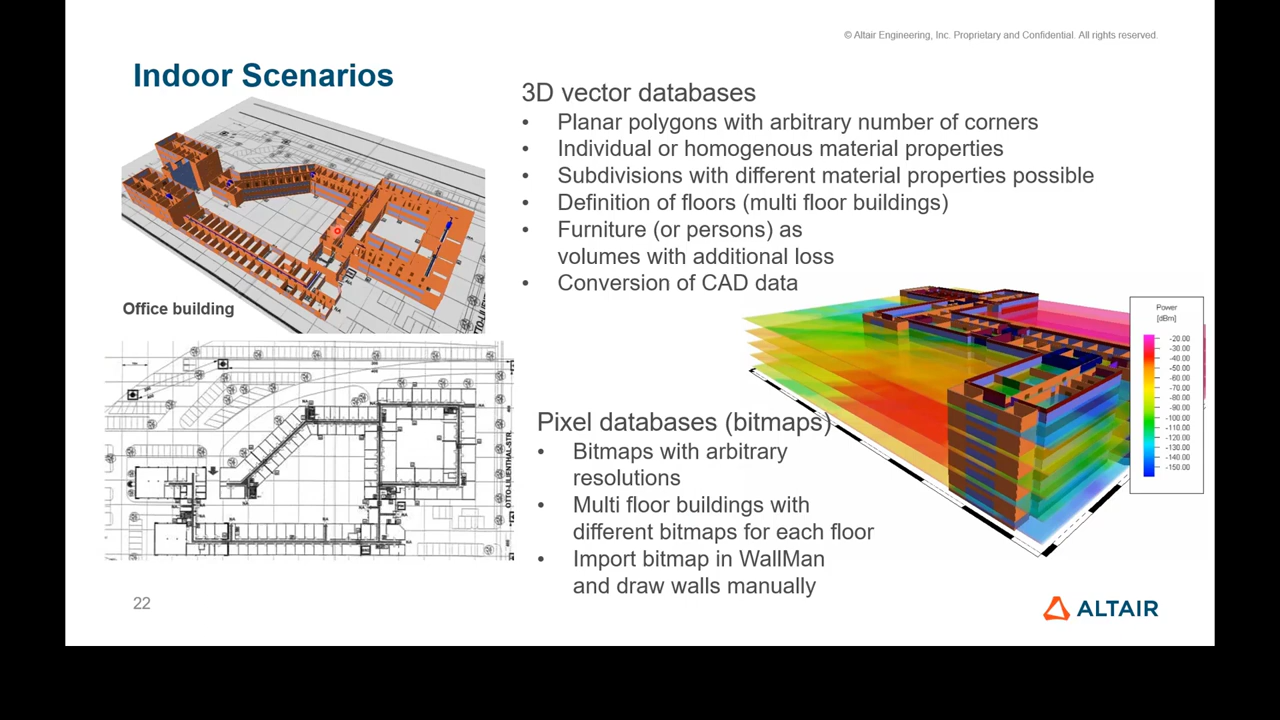 © Altair Engineering, Inc. Proprietary and Confidential. All rights reserved.
Indoor Scenarios
Office building
3D vector databases
• Planar polygons with arbitrary number of corners
• Individual or homogenous material properties
• Subdivisions with different material properties possible
• Definition of floors (multi floor buildings)
• Furniture (or persons) as
volumes with additional loss
• Conversion of CAD data
Power
[dBm]
-20.00
-30.00
-40.00
-50.00
-60.00
-70.00
-80.00
-90.00
-100.00
-110.00
-120.00
-130.00
-140.00
-150.00
OTTO-LILIENTHAL-STR.
Pixel databases (bitmaps)
• Bitmaps with arbitrary
resolutions
• Multi floor buildings with
different bitmaps for each floor
• Import bitmap in WallMan
and draw walls manually
22
ALTAIR